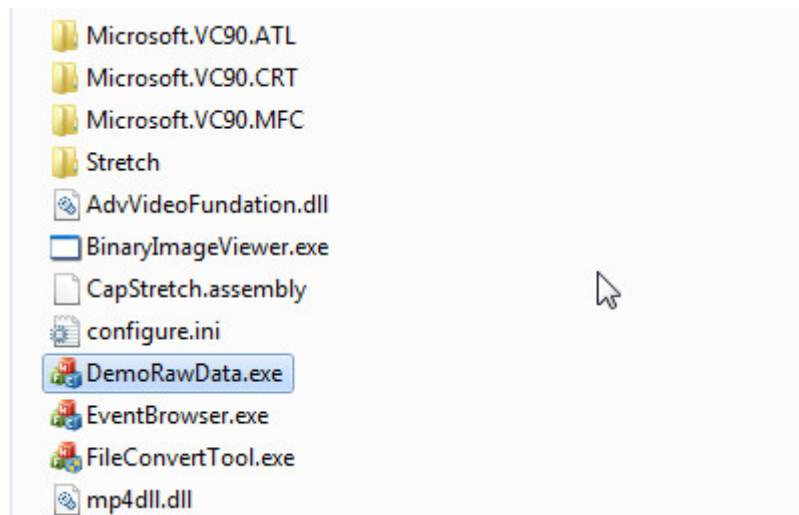 Microsoft.VC90.ATL
Microsoft.VC90.CRT
Microsoft.VC90.MFC
Stretch
AdvVideoFundation.dll
BinaryImageViewer.exe
CapStretch.assembly
configure.ini
DemoRawData.exe
EventBrowser.exe
FileConvertTool.exe
mp4dll.dll